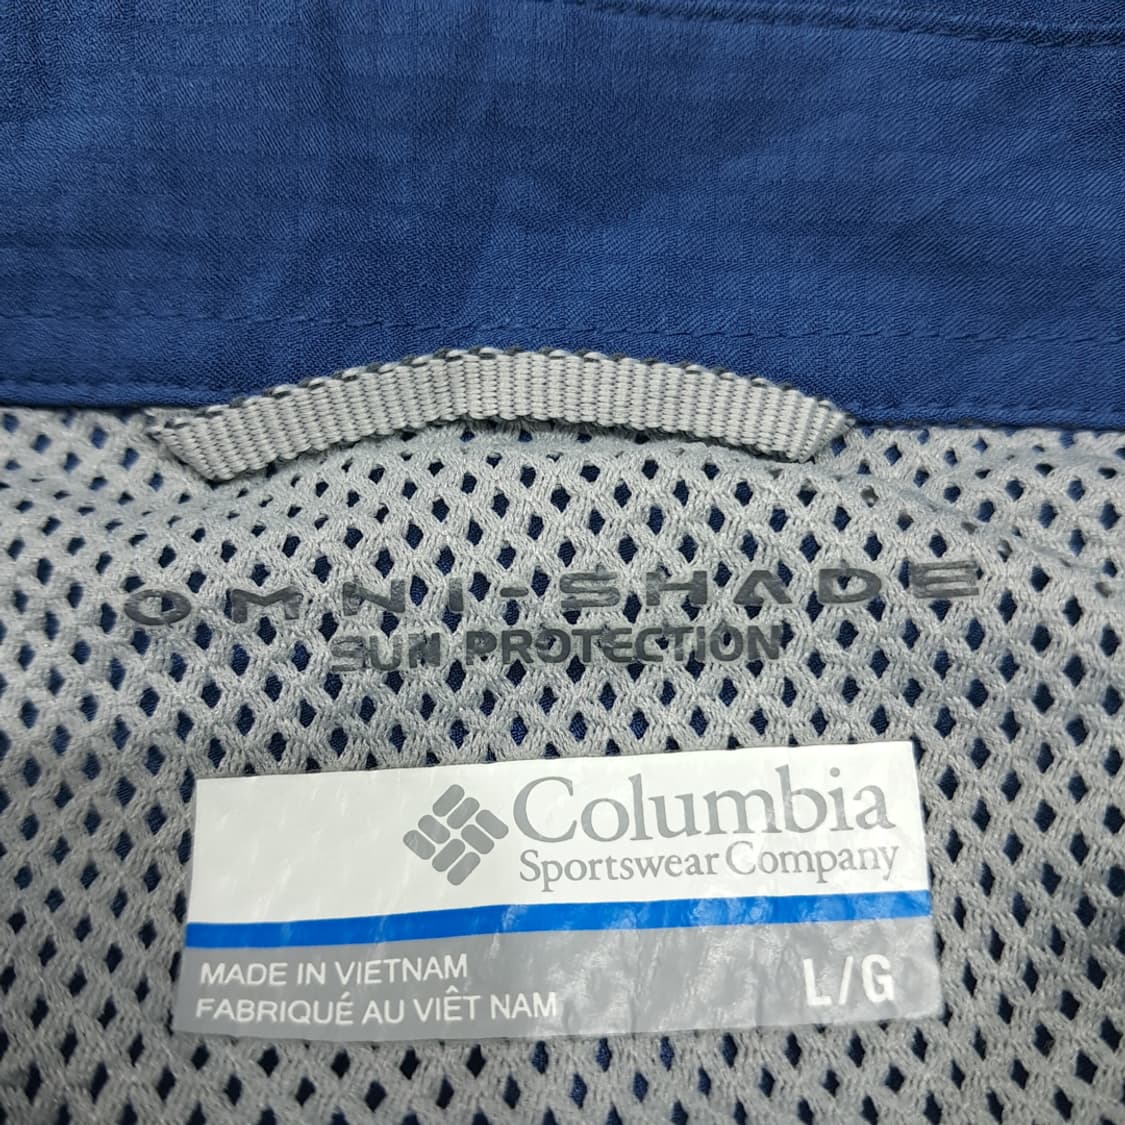 OMNI-SHADE
SUN PROTECTION
Columbia
Sportswear Company
MADE IN VIETNAM
FABRIQUÉ AU VIÊT NAM
L/G